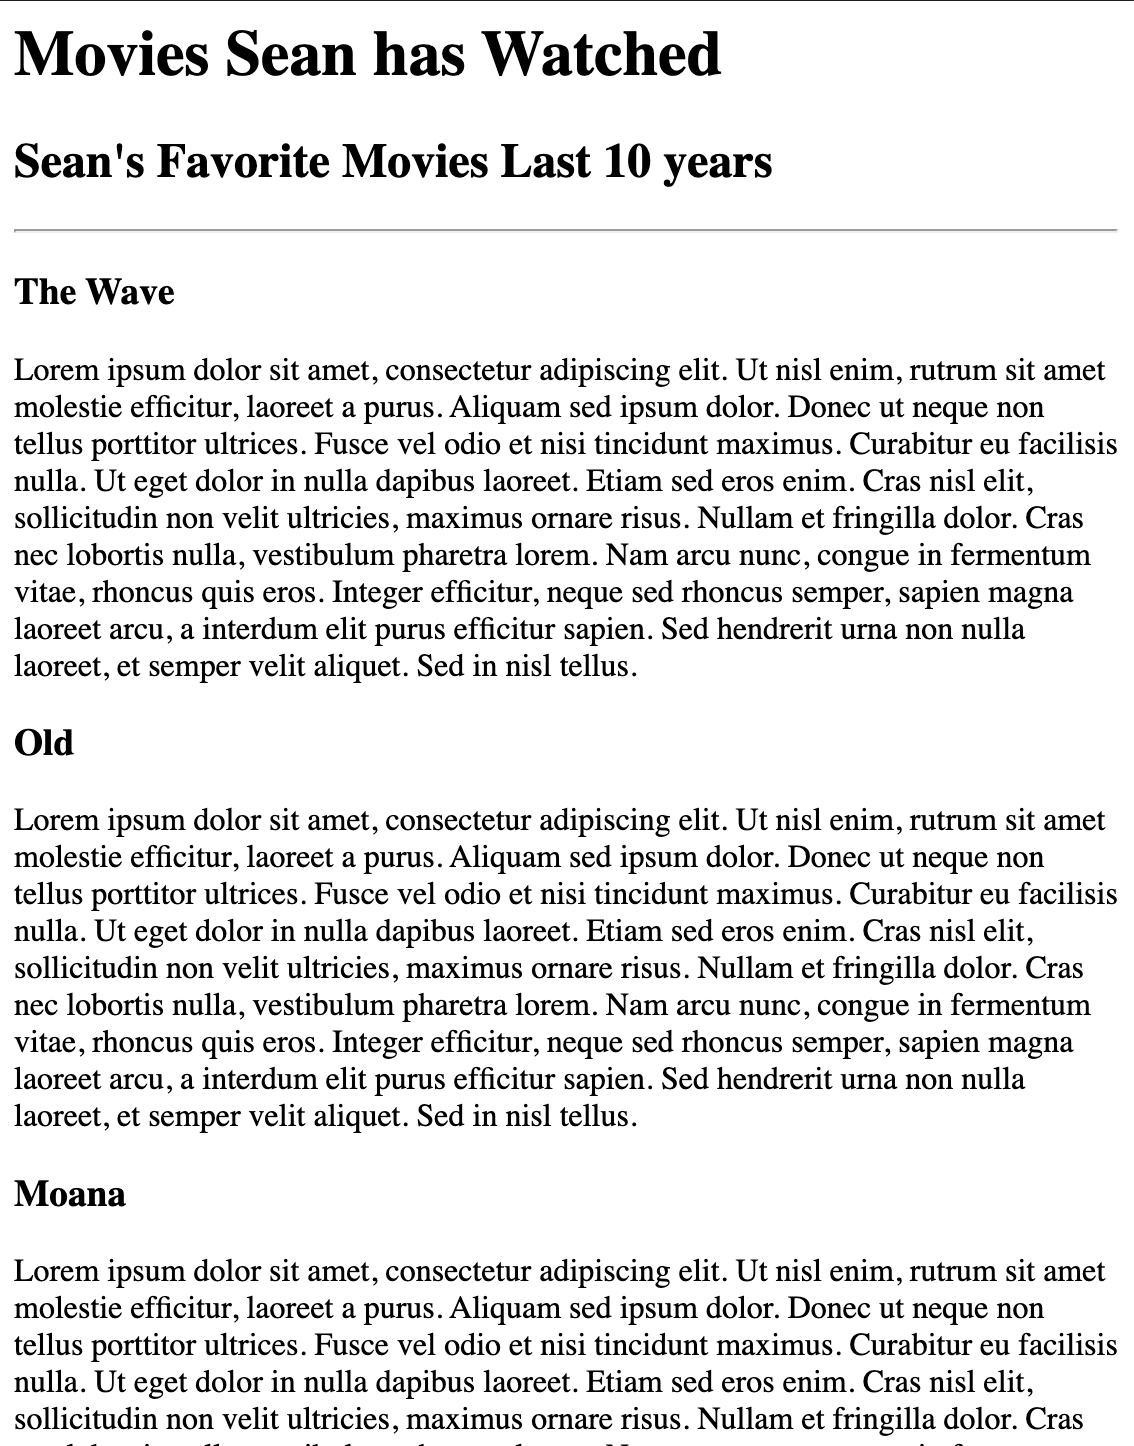 Movies Sean has Watched
Sean's Favorite Movies Last 10 years
The Wave
Lorem ipsum dolor sit amet, consectetur adipiscing elit. Ut nisl enim, rutrum sit amet
molestie efficitur, laoreet a purus. Aliquam sed ipsum dolor. Donec ut neque non
tellus porttitor ultrices. Fusce vel odio et nisi tincidunt maximus. Curabitur eu facilisis
nulla. Ut eget dolor in nulla dapibus laoreet. Etiam sed eros enim. Cras nisl elit,
sollicitudin non velit ultricies, maximus ornare risus. Nullam et fringilla dolor. Cras
nec lobortis nulla, vestibulum pharetra lorem. Nam arcu nunc, congue in fermentum
vitae, rhoncus quis eros. Integer efficitur, neque sed rhoncus semper, sapien magna
laoreet arcu, a interdum elit purus efficitur sapien. Sed hendrerit urna non nulla
laoreet, et semper velit aliquet. Sed in nisl tellus.
Old
Lorem ipsum dolor sit amet, consectetur adipiscing elit. Ut nisl enim, rutrum sit amet
molestie efficitur, laoreet a purus. Aliquam sed ipsum dolor. Donec ut neque non
tellus porttitor ultrices. Fusce vel odio et nisi tincidunt maximus. Curabitur eu facilisis
nulla. Ut eget dolor in nulla dapibus laoreet. Etiam sed eros enim. Cras nisl elit,
sollicitudin non velit ultricies, maximus ornare risus. Nullam et fringilla dolor. Cras
nec lobortis nulla, vestibulum pharetra lorem. Nam arcu nunc, congue in fermentum
vitae, rhoncus quis eros. Integer efficitur, neque sed rhoncus semper, sapien magna
laoreet arcu, a interdum elit purus efficitur sapien. Sed hendrerit urna non nulla
laoreet, et semper velit aliquet. Sed in nisl tellus.
Moana
Lorem ipsum dolor sit amet, consectetur adipiscing elit. Ut nisl enim, rutrum sit amet
molestie efficitur, laoreet a purus. Aliquam sed ipsum dolor. Donec ut neque non
tellus porttitor ultrices. Fusce vel odio et nisi tincidunt maximus. Curabitur eu facilisis
nulla. Ut eget dolor in nulla dapibus laoreet. Etiam sed eros enim. Cras nisl elit,
sollicitudin non velit ultricies, maximus ornare risus. Nullam et fringilla dolor. Cras